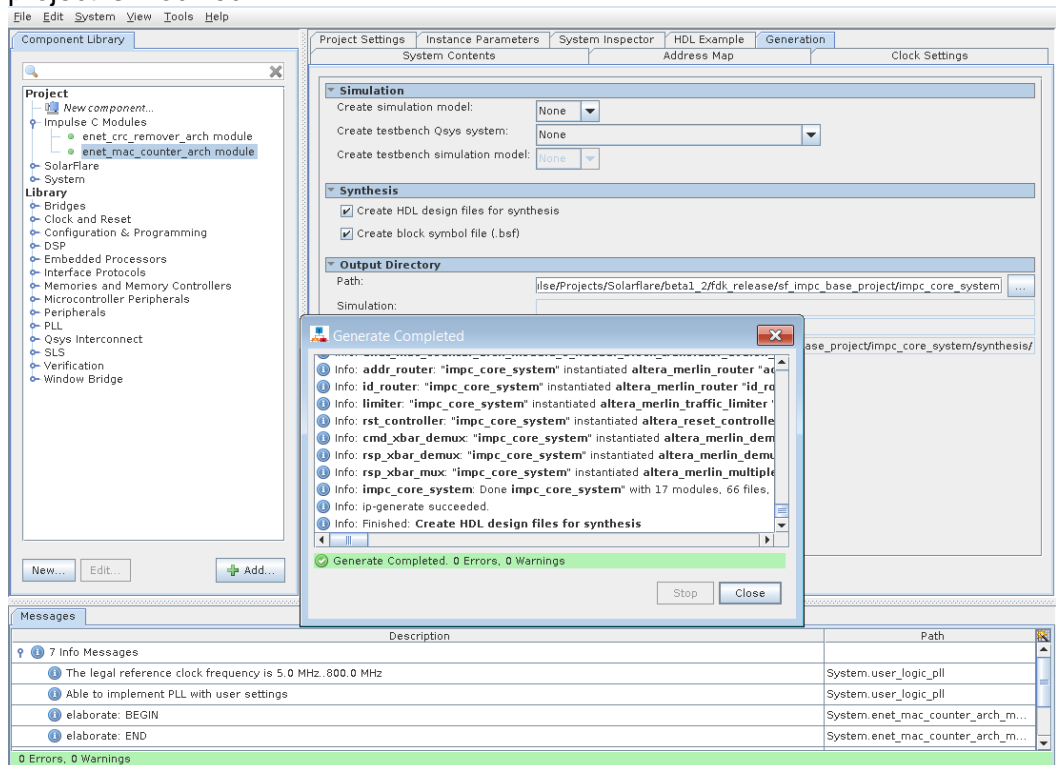 File Edit System View Tools Help
Component Library
Project
New component...
Impulse C Modules
enet_crc_remover_arch module
enet_mac_counter_arch module
SolarFlare
System
Library
Bridges
Clock and Reset
Configuration & Programming
DSP
Embedded Processors
Interface Protocols
Memories and Memory Controllers
Microcontroller Peripherals
Peripherals
PLL
Qsys Interconnect
SLS
Verification
Window Bridge
New... Edit... Add...
Project Settings Instance Parameters System Inspector HDL Example Generation
System Contents Address Map Clock Settings
Simulation
Create simulation model: None
Create testbench Qsys system: None
Create testbench simulation model: None
Synthesis
Create HDL design files for synthesis
Create block symbol file (.bsf)
Output Directory
Path: ulse/Projects/Solarflare/beta1_2/fdk_release/sf_impc_base_project/impc_core_system ...
Simulation:
ase_project/impc_core_system/synthesis/
Generate Completed
Info: addr_router: "impc_core_system" instantiated altera_merlin_router "ad
Info: id_router: "impc_core_system" instantiated altera_merlin_router "id_ro
Info: limiter: "impc_core_system" instantiated altera_merlin_traffic_limiter "
Info: rst_controller: "impc_core_system" instantiated altera_reset_controlle
Info: cmd_xbar_demux: "impc_core_system" instantiated altera_merlin_dem
Info: rsp_xbar_demux: "impc_core_system" instantiated altera_merlin_demu
Info: rsp_xbar_mux: "impc_core_system" instantiated altera_merlin_multiple
Info: impc_core_system: Done impc_core_system" with 17 modules, 66 files,
Info: ip-generate succeeded.
Info: Finished: Create HDL design files for synthesis
Generate Completed. 0 Errors, 0 Warnings
Stop Close
Messages
Description Path
7 Info Messages
The legal reference clock frequency is 5.0 MHz..800.0 MHz System.user_logic_pll
Able to implement PLL with user settings System.user_logic_pll
elaborate: BEGIN System.enet_mac_counter_arch_m...
elaborate: END System.enet_mac_counter_arch_m...
0 Errors, 0 Warnings